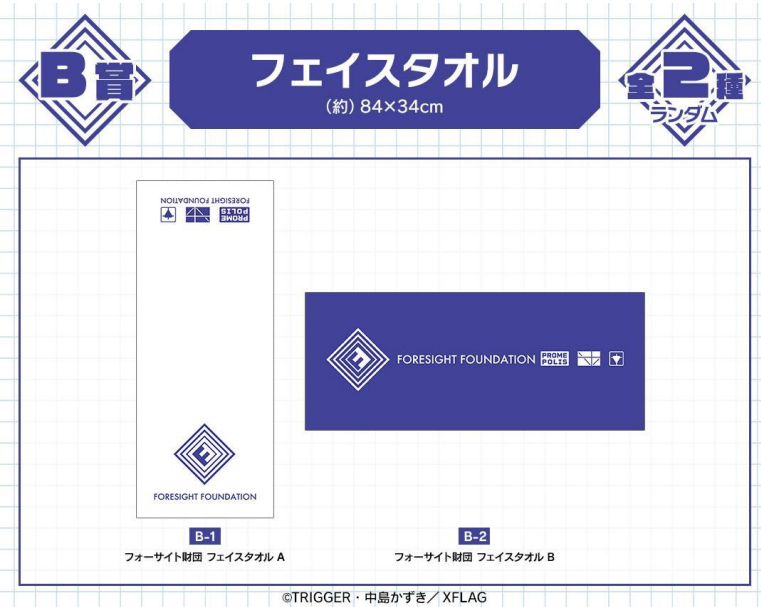 B賞
フェイスタオル
(約) 84×34cm
全2種
ランダム
FORESIGHT FOUNDATION
PROME
POLIS
FORESIGHT FOUNDATION
FORESIGHT FOUNDATION
PROME
POLIS
B-1
フォーサイト財団 フェイスタオル A
B-2
フォーサイト財団 フェイスタオル B
©TRIGGER・中島かずき／XFLAG